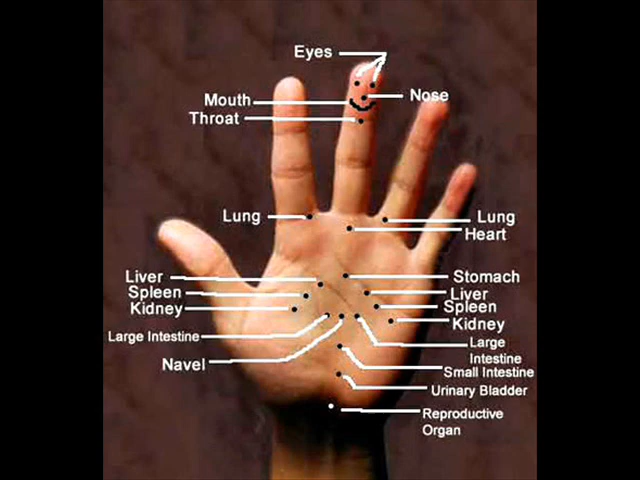 Eyes
Mouth
Nose
Throat
Lung
Lung
Heart
Liver
Stomach
Spleen
Liver
Kidney
Spleen
Kidney
Large Intestine
Large
Intestine
Navel
Small Intestine
Urinary Bladder
Reproductive
Organ